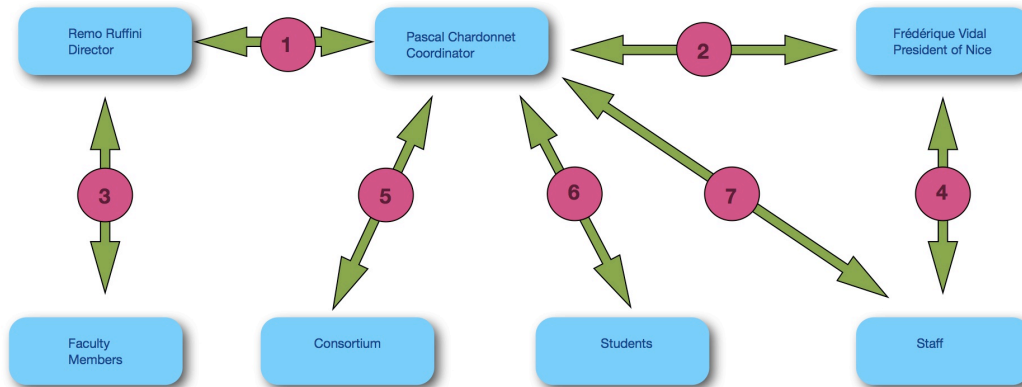 Remo Ruffini
Director
1
Pascal Chardonnet
Coordinator
2
Frédérique Vidal
President of Nice
3
5
6
7
4
Faculty
Members
Consortium
Students
Staff